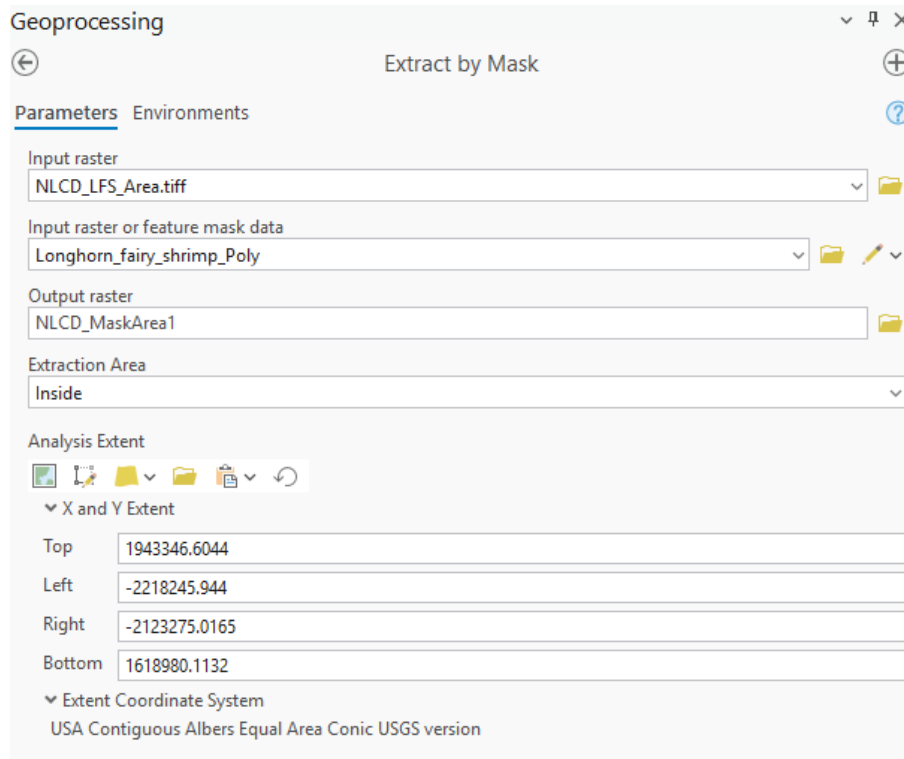 Geoprocessing
Extract by Mask
Parameters Environments
Input raster
NLCD_LFS_Area.tiff
Input raster or feature mask data
Longhorn_fairy_shrimp_Poly
Output raster
NLCD_MaskArea1
Extraction Area
Inside
Analysis Extent
X and Y Extent
Top 1943346.6044
Left -2218245.944
Right -2123275.0165
Bottom 1618980.1132
Extent Coordinate System
USA Contiguous Albers Equal Area Conic USGS version